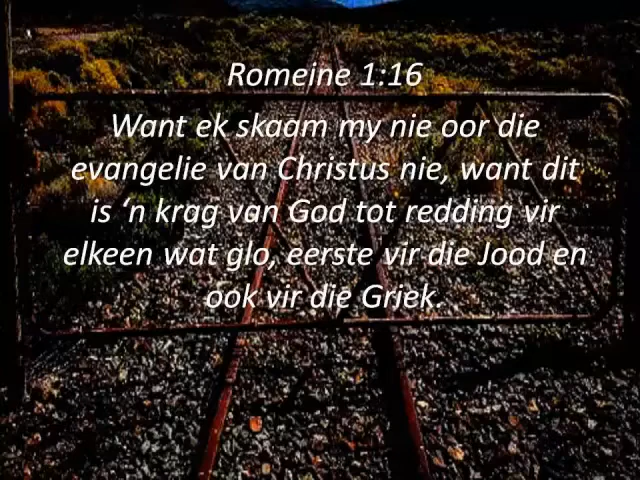 Romeine 1:16
Want ek skaam my nie oor die
evangelie van Christus nie, want dit
is ‘n krag van God tot redding vir
elkeen wat glo, eerste vir die Jood en
ook vir die Griek.